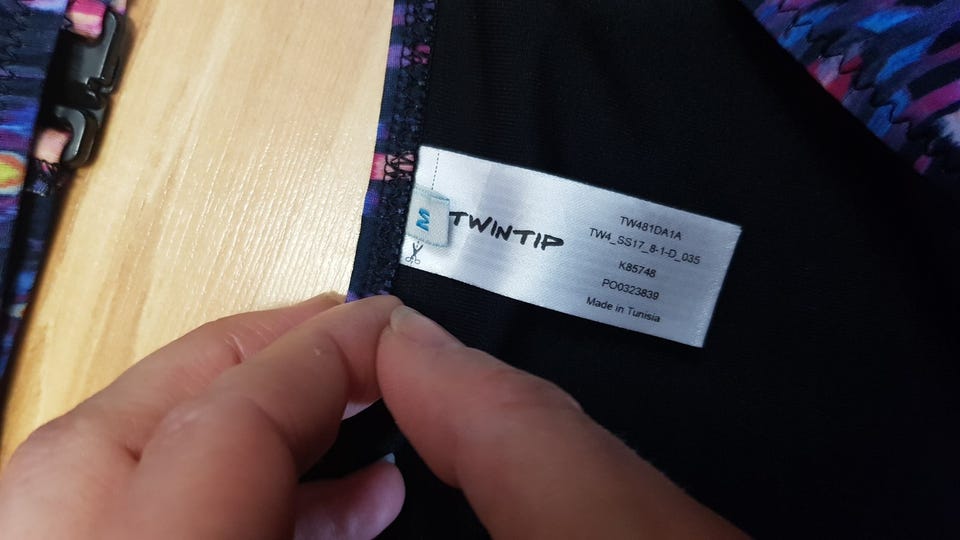 M
TWINTIP
TW481DA1A
TW4_SS17_8-1-D_035
K85748
PO0323839
Made in Tunisia